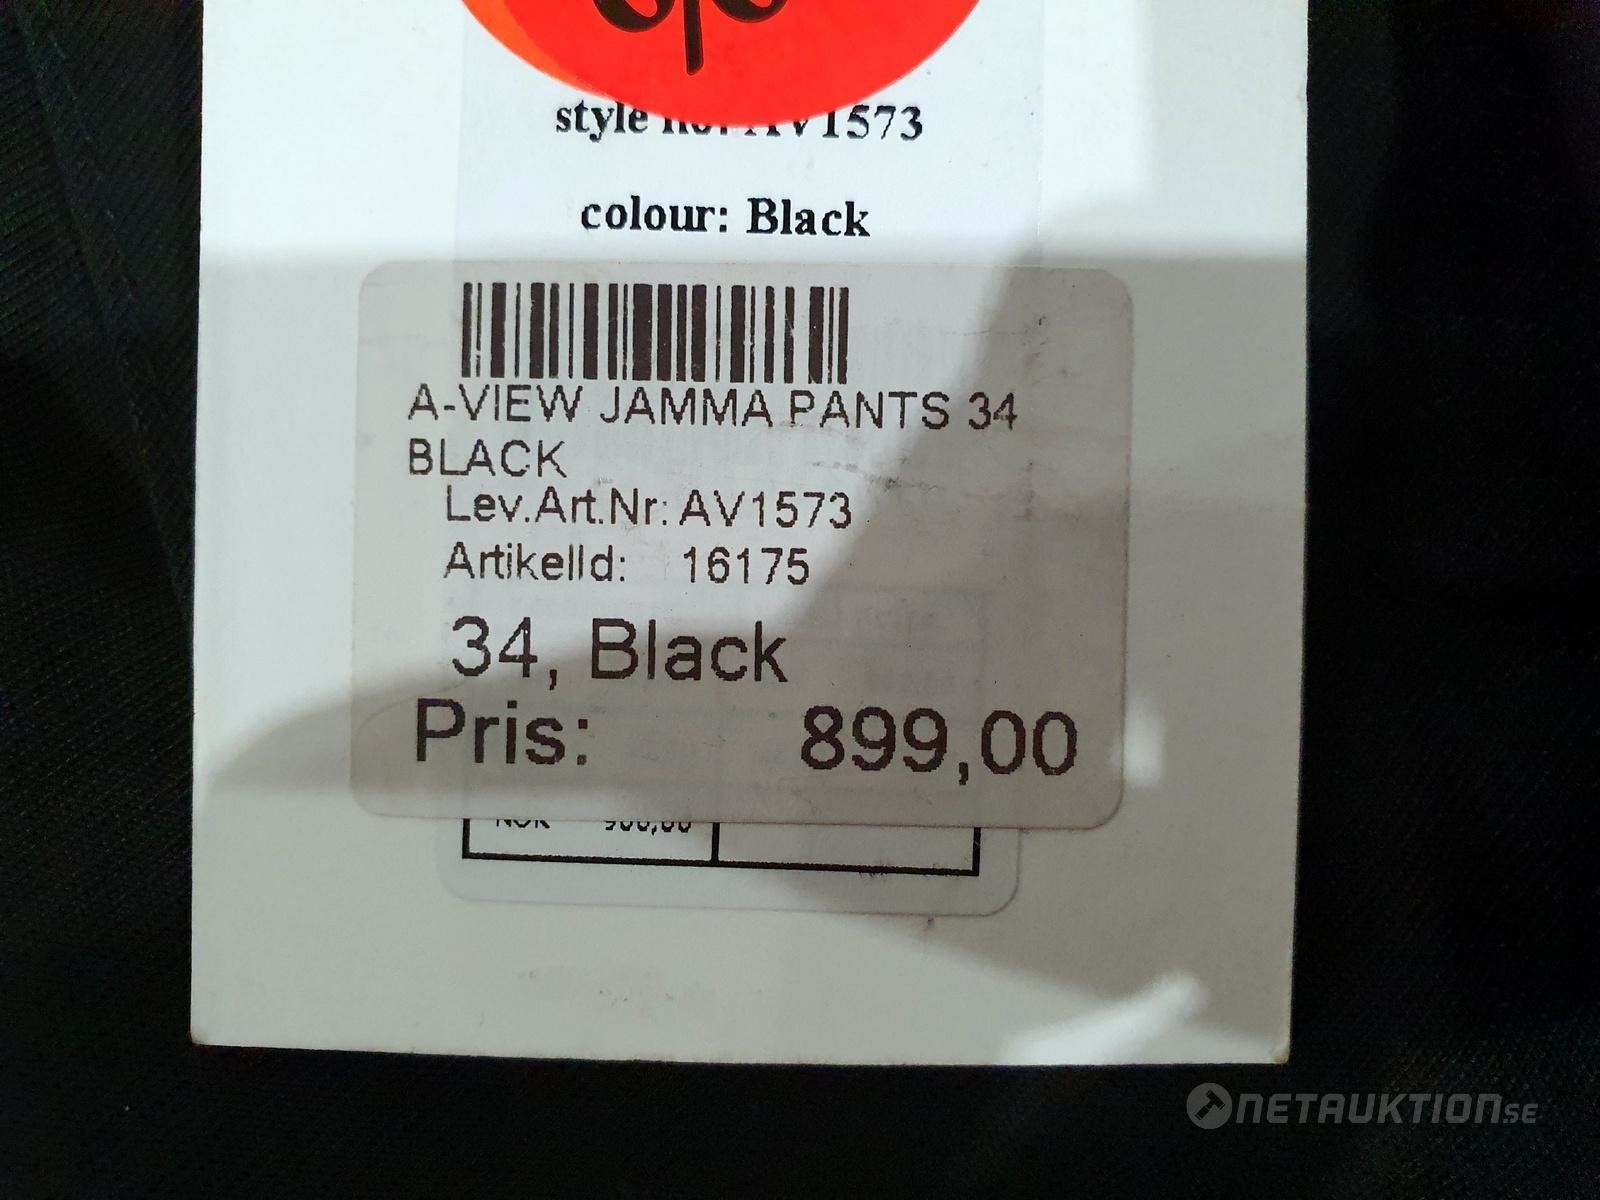 style no: AV1573
colour: Black
A-VIEW JAMMA PANTS 34
BLACK
Lev.Art.Nr: AV1573
ArtikelId: 16175
34, Black
Pris: 899,00
NOK
NETAUKTION.SE